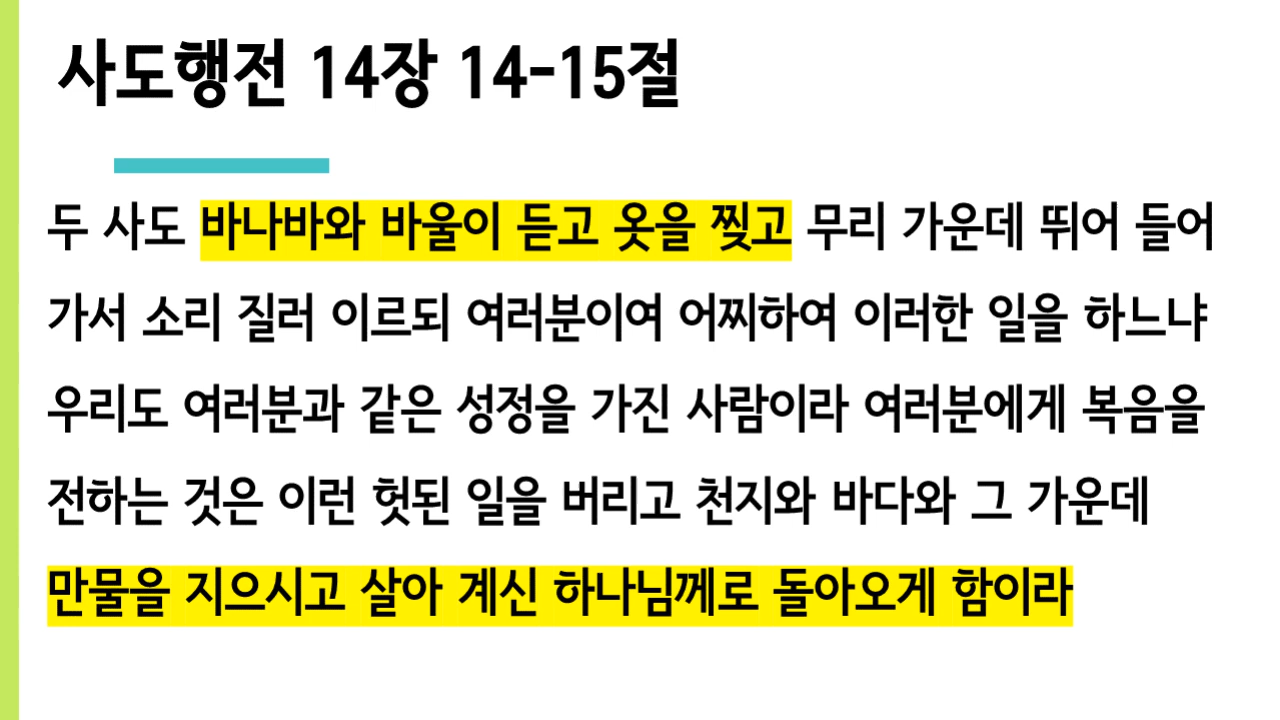 사도행전 14장 14-15절
두 사도 바나바와 바울이 듣고 옷을 찢고 무리 가운데 뛰어 들어
가서 소리 질러 이르되 여러분이여 어찌하여 이러한 일을 하느냐
우리도 여러분과 같은 성정을 가진 사람이라 여러분에게 복음을
전하는 것은 이런 헛된 일을 버리고 천지와 바다와 그 가운데
만물을 지으시고 살아 계신 하나님께로 돌아오게 함이라